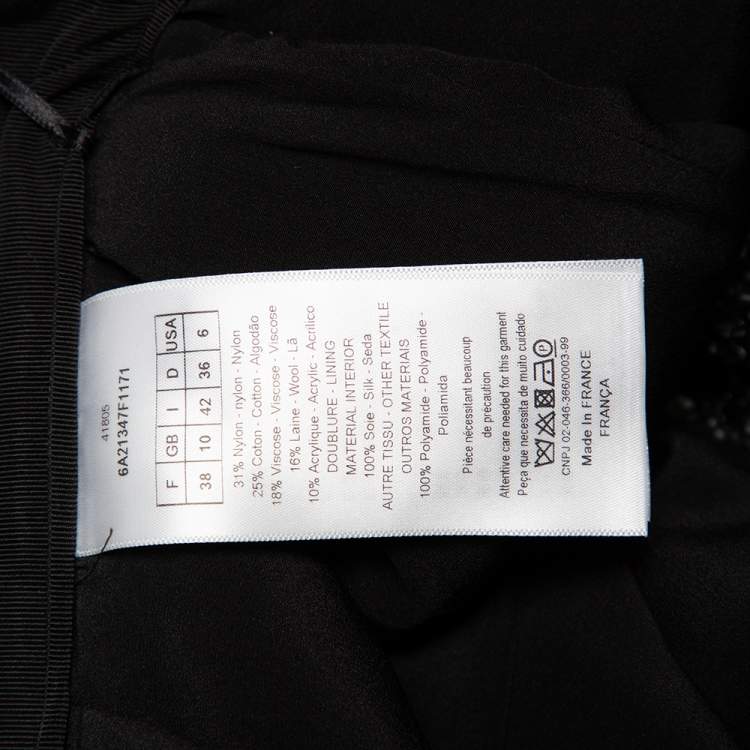 41805
6A21347F1171
F GB I D USA
38 10 42 36 6
31% Nylon - nylon - Nylon
25% Coton - Cotton - Algodão
18% Viscose - Viscose - Viscose
16% Laine - Wool - Lã
10% Acrylique - Acrylic - Acrílico
DOUBLURE - LINING
MATERIAL INTERIOR
100% Soie - Silk - Seda
AUTRE TISSU - OTHER TEXTILE
OUTROS MATERIAIS
100% Polyamide - Polyamide -
Poliamida
Pièce nécessitant beaucoup
de précaution
Attentive care needed for this garment
Peça que necessita de muito cuidado
CNPJ 02-046-366/0003-99
Made In FRANCE
FRANÇA